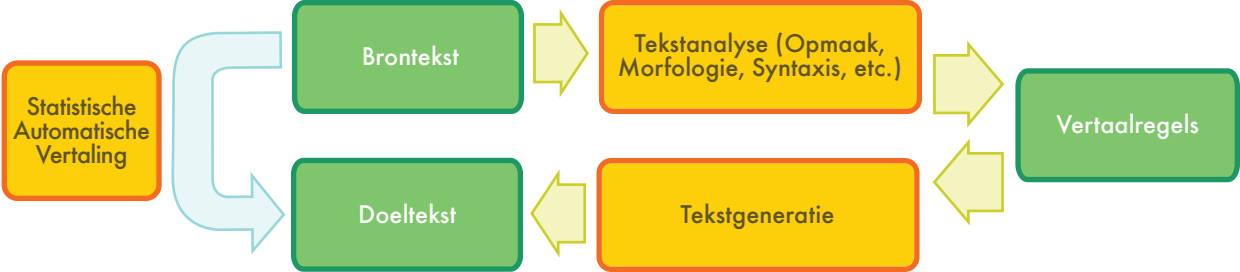 Statistische
Automatische
Vertaling
Brontekst
Tekstanalyse (Opmaak,
Morfologie, Syntaxis, etc.)
Vertaalregels
Doeltekst
Tekstgeneratie